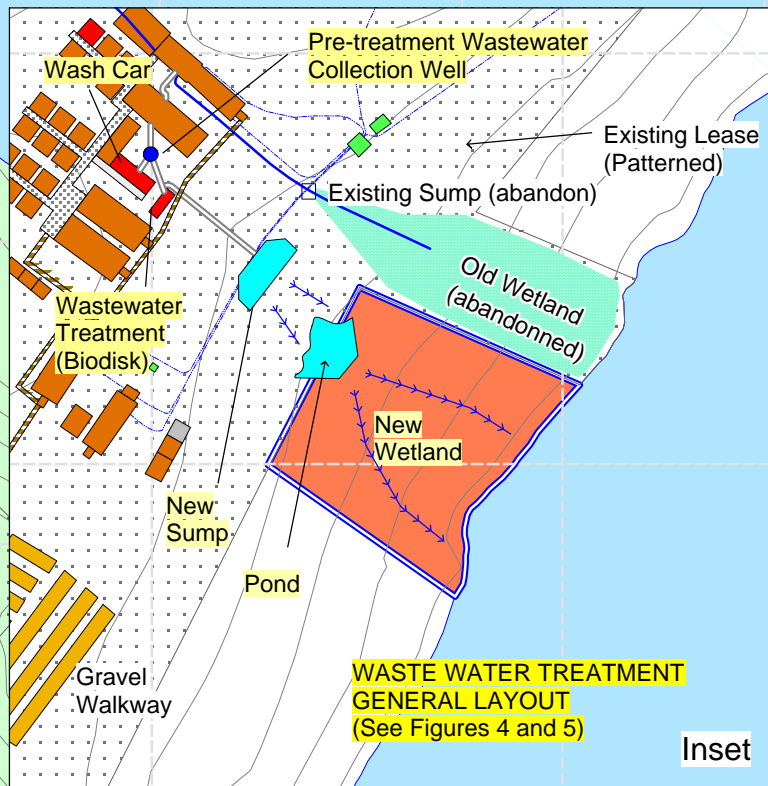 Pre-treatment Wastewater
Collection Well
Wash Car
Existing Lease
(Patterned)
Existing Sump (abandon)
Old Wetland
(abandonned)
Wastewater
Treatment
(Biodisk)
New
Wetland
New
Sump
Pond
Gravel
Walkway
WASTE WATER TREATMENT
GENERAL LAYOUT
(See Figures 4 and 5)
Inset